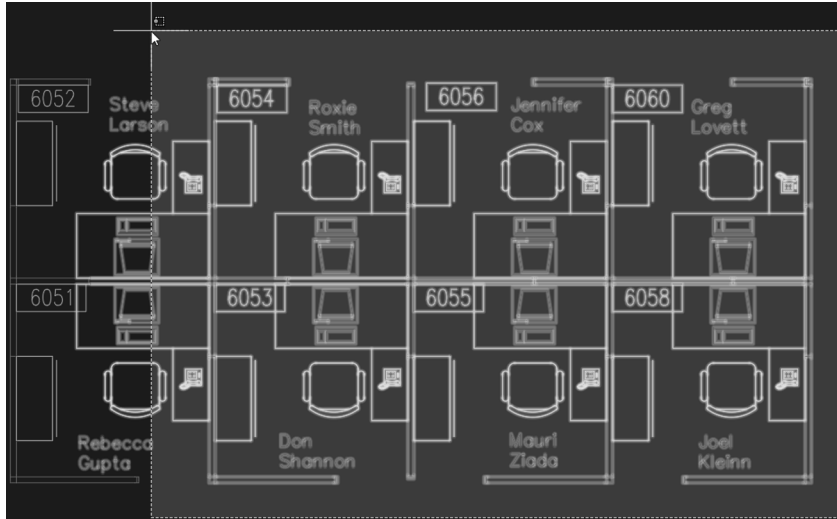 6052
Steve
Larson
6054
Roxie
Smith
6056
Jennifer
Cox
6060
Greg
Lovett
6051
6053
6055
6058
Rebecca
Gupta
Don
Shannon
Mauri
Ziada
Joel
Kleinn